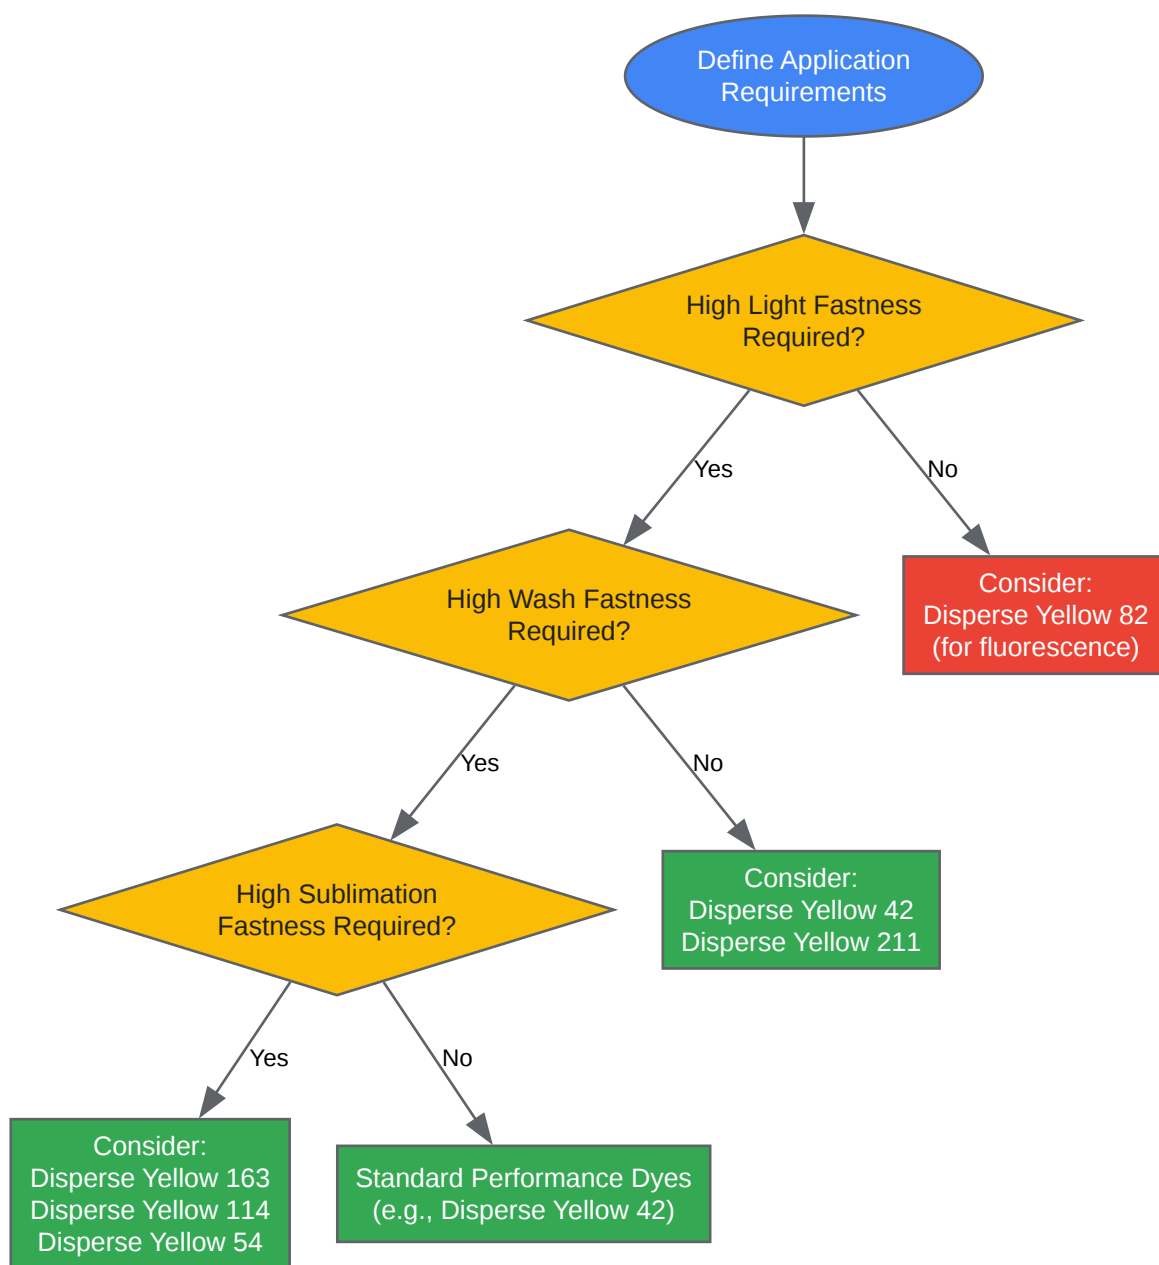 Define Application
Requirements
High Light Fastness
Required?
Yes
No
High Wash Fastness
Required?
Consider:
Disperse Yellow 82
(for fluorescence)
Yes
No
High Sublimation
Fastness Required?
Consider:
Disperse Yellow 42
Disperse Yellow 211
Yes
No
Consider:
Disperse Yellow 163
Disperse Yellow 114
Disperse Yellow 54
Standard Performance Dyes
(e.g., Disperse Yellow 42)